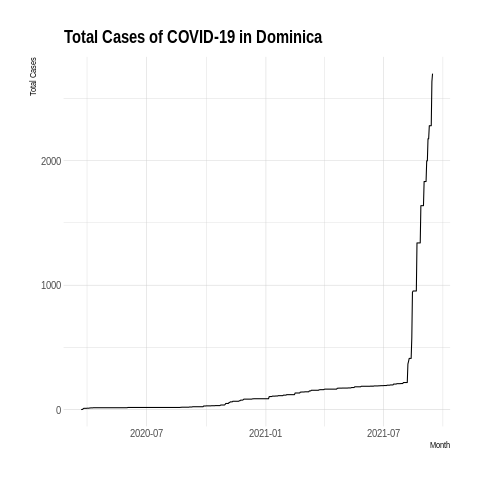 Total Cases of COVID-19 in Dominica
Total Cases
2000
1000
0
2020-07 2021-01 2021-07
Month